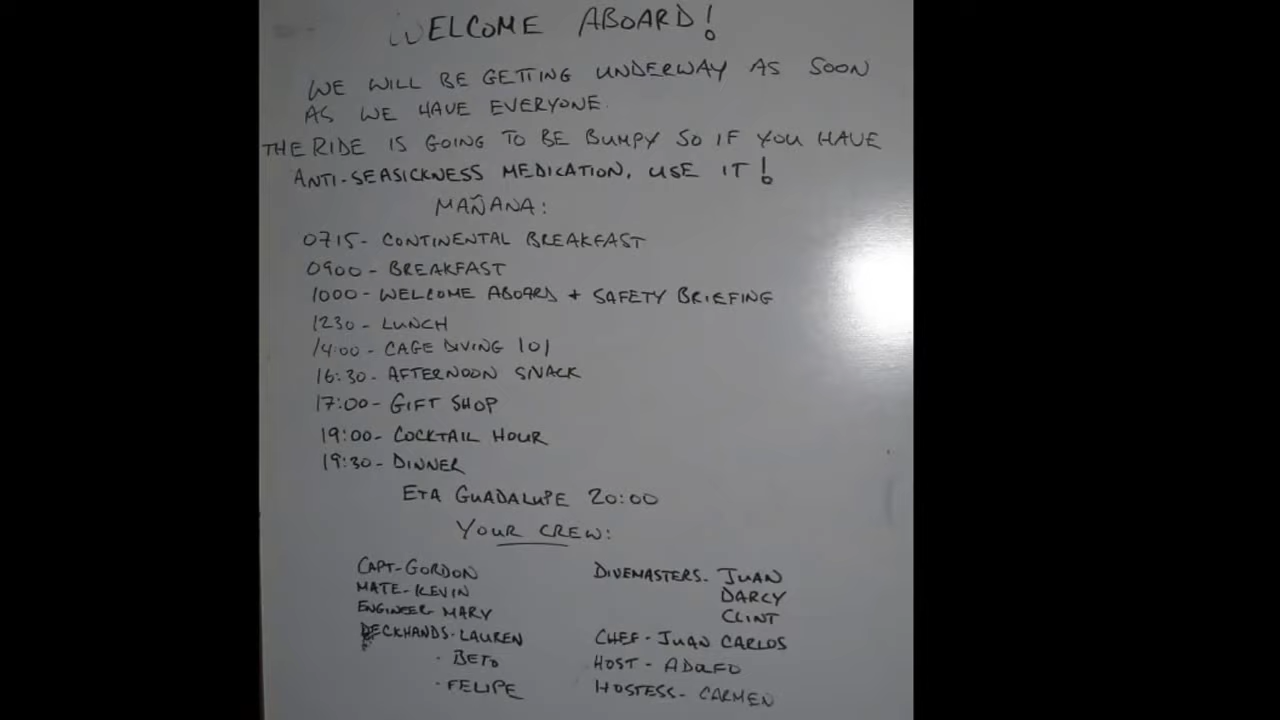 WELCOME ABOARD!
WE WILL BE GETTING UNDERWAY AS SOON
AS WE HAVE EVERYONE.
THE RIDE IS GOING TO BE BUMPY SO IF YOU HAVE
ANTI-SEASICKNESS MEDICATION, USE IT!
MAÑANA:
0715- CONTINENTAL BREAKFAST
0900- BREAKFAST
1000- WELCOME ABOARD + SAFETY BRIEFING
1230- LUNCH
14:00- CAGE DIVING 101
16:30- AFTERNOON SNACK
17:00- GIFT SHOP
19:00- COCKTAIL HOUR
19:30- DINNER
ETA GUADALUPE 20:00
YOUR CREW:
CAPT-GORDON
MATE-KEVIN
ENGINEER-MARY
DECKHANDS-LAUREN
· BETO
· FELIPE
DIVEMASTERS- JUAN
DARCY
CLINT
CHEF- JUAN CARLOS
HOST- ADOLFO
HOSTESS- CARMEN